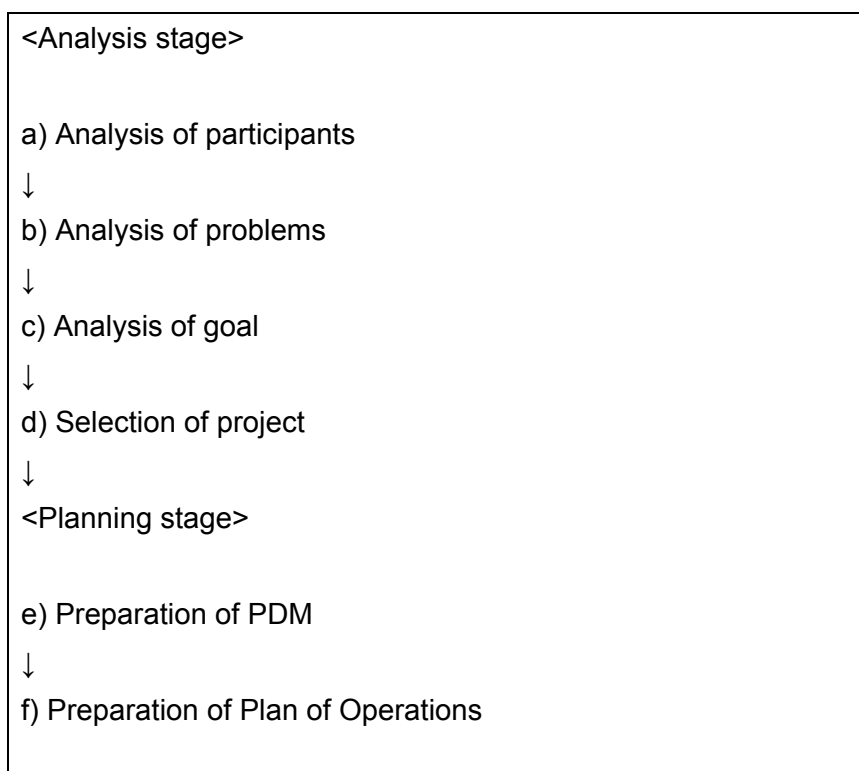 <Analysis stage>
a) Analysis of participants
↓
b) Analysis of problems
↓
c) Analysis of goal
↓
d) Selection of project
↓
<Planning stage>
e) Preparation of PDM
↓
f) Preparation of Plan of Operations